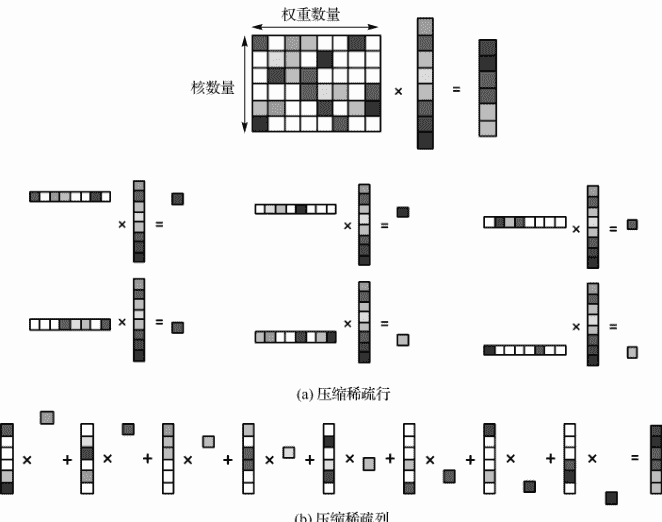 权重数量
核数量
× =
× = × = × =
× = × = × =
(a) 压缩稀疏行
× + × + × + × + × + × + × + × =
(b) 压缩稀疏列